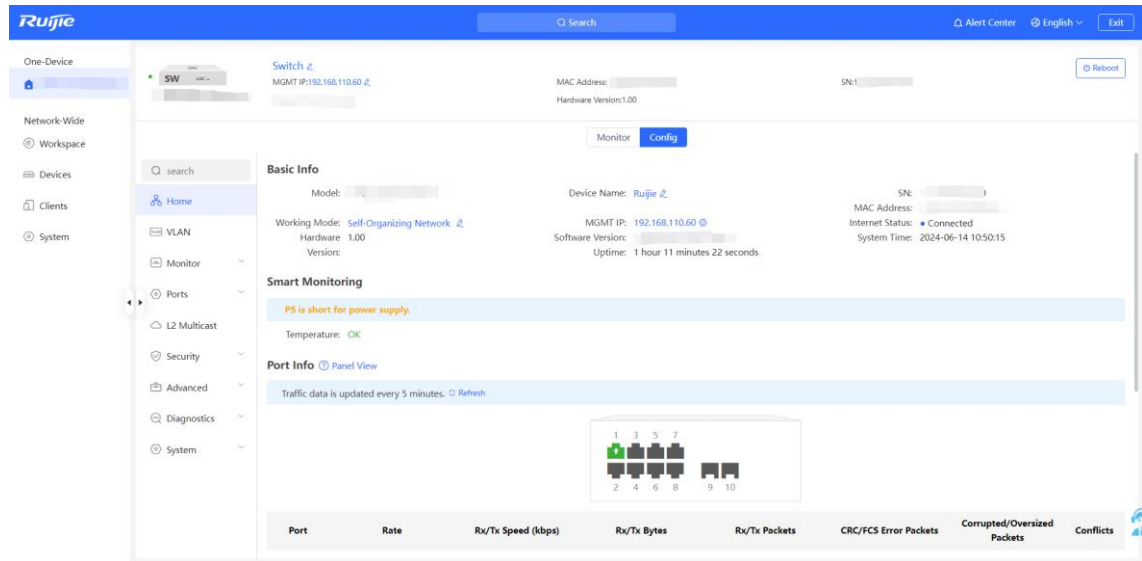 Ruijie
Search
Alert Center English Exit
One-Device
Network-Wide
Workspace
Devices
Clients
System
SW
Switch
MGMT IP:192.168.110.60
MAC Address:
Hardware Version:1.00
SN:1
Reboot
Monitor Config
search
Home
VLAN
Monitor
Ports
L2 Multicast
Security
Advanced
Diagnostics
System
Basic Info
Model: Device Name: Ruijie SN:
MAC Address:
Working Mode: Self-Organizing Network MGMT IP: 192.168.110.60 Internet Status: Connected
Hardware Version: 1.00 Software Version: System Time: 2024-06-14 10:50:15
Uptime: 1 hour 11 minutes 22 seconds
Smart Monitoring
PS is short for power supply.
Temperature: OK
Port Info Panel View
Traffic data is updated every 5 minutes. Refresh
1 3 5 7
2 4 6 8 9 10
Port Rate Rx/Tx Speed (kbps) Rx/Tx Bytes Rx/Tx Packets CRC/FCS Error Packets Corrupted/Oversized Packets Conflicts